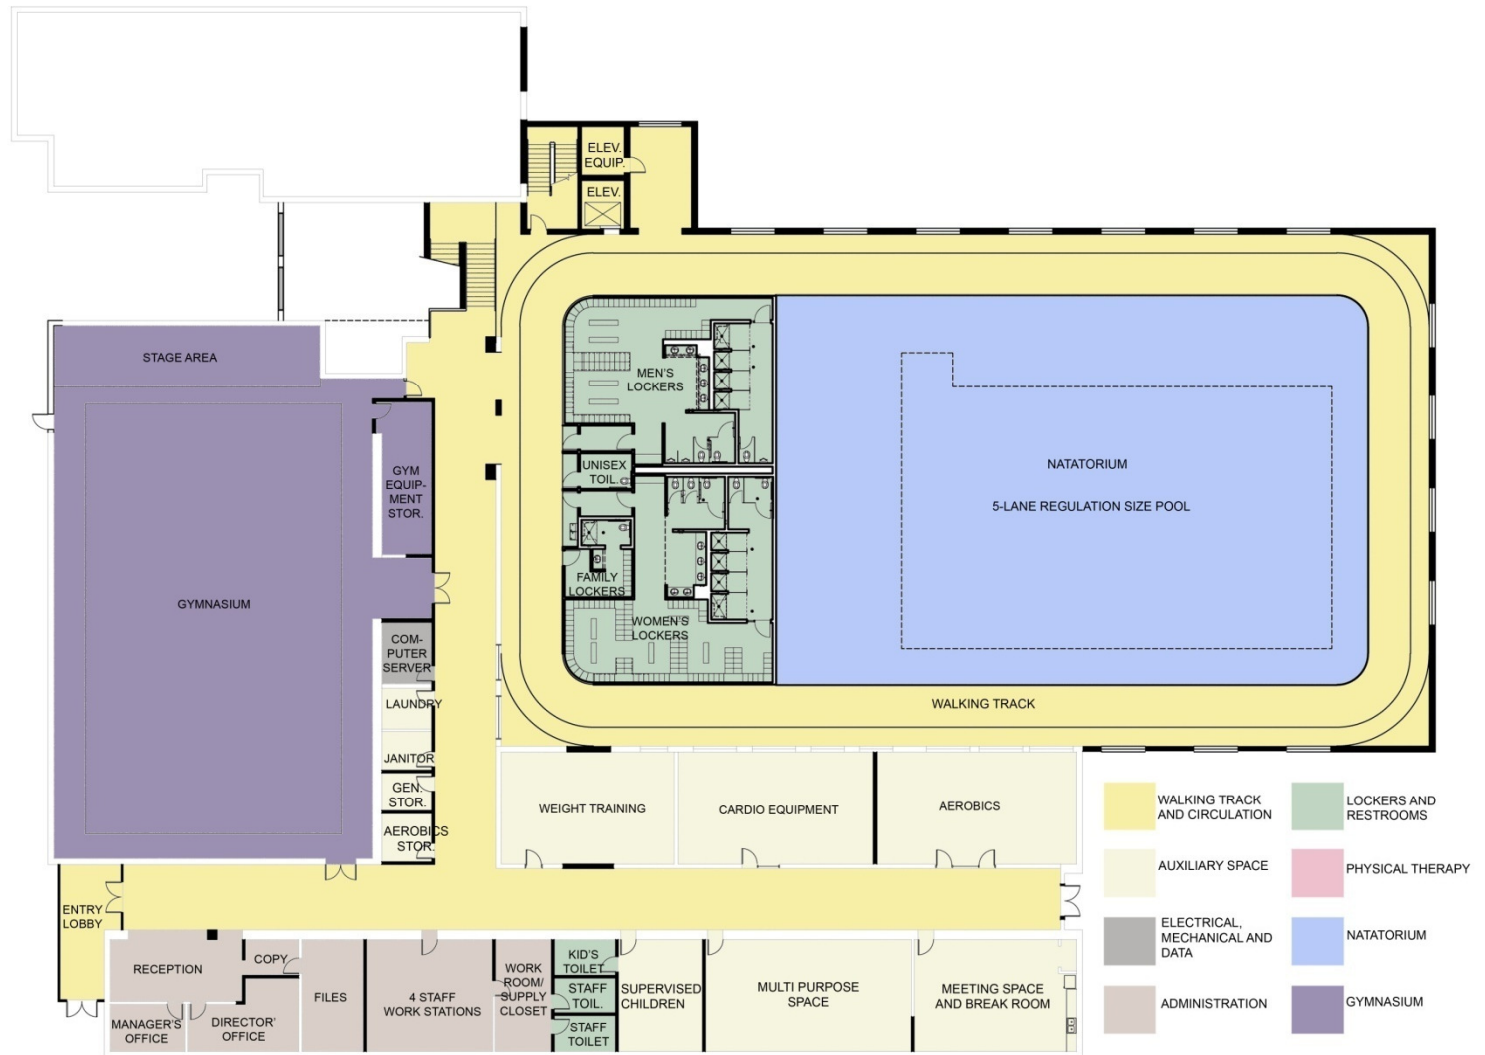 ELEV.
EQUIP.
ELEV.
STAGE AREA
MEN'S
LOCKERS
UNISEX
TOIL.
GYM
EQUIP-
MENT
STOR.
NATATORIUM
5-LANE REGULATION SIZE POOL
GYMNASIUM
FAMILY
LOCKERS
WOMEN'S
LOCKERS
COM-
PUTER
SERVER
LAUNDRY
JANITOR
GEN.
STOR.
AEROBICS
STOR.
WALKING TRACK
WEIGHT TRAINING
CARDIO EQUIPMENT
AEROBICS
ENTRY
LOBBY
RECEPTION
COPY
FILES
MANAGER'S
OFFICE
DIRECTOR'
OFFICE
4 STAFF
WORK STATIONS
WORK
ROOM/
SUPPLY
CLOSET
KID'S
TOILET
STAFF
TOIL.
STAFF
TOILET
SUPERVISED
CHILDREN
MULTI PURPOSE
SPACE
MEETING SPACE
AND BREAK ROOM
WALKING TRACK
AND CIRCULATION
AUXILIARY SPACE
ELECTRICAL,
MECHANICAL AND
DATA
ADMINISTRATION
LOCKERS AND
RESTROOMS
PHYSICAL THERAPY
NATATORIUM
GYMNASIUM